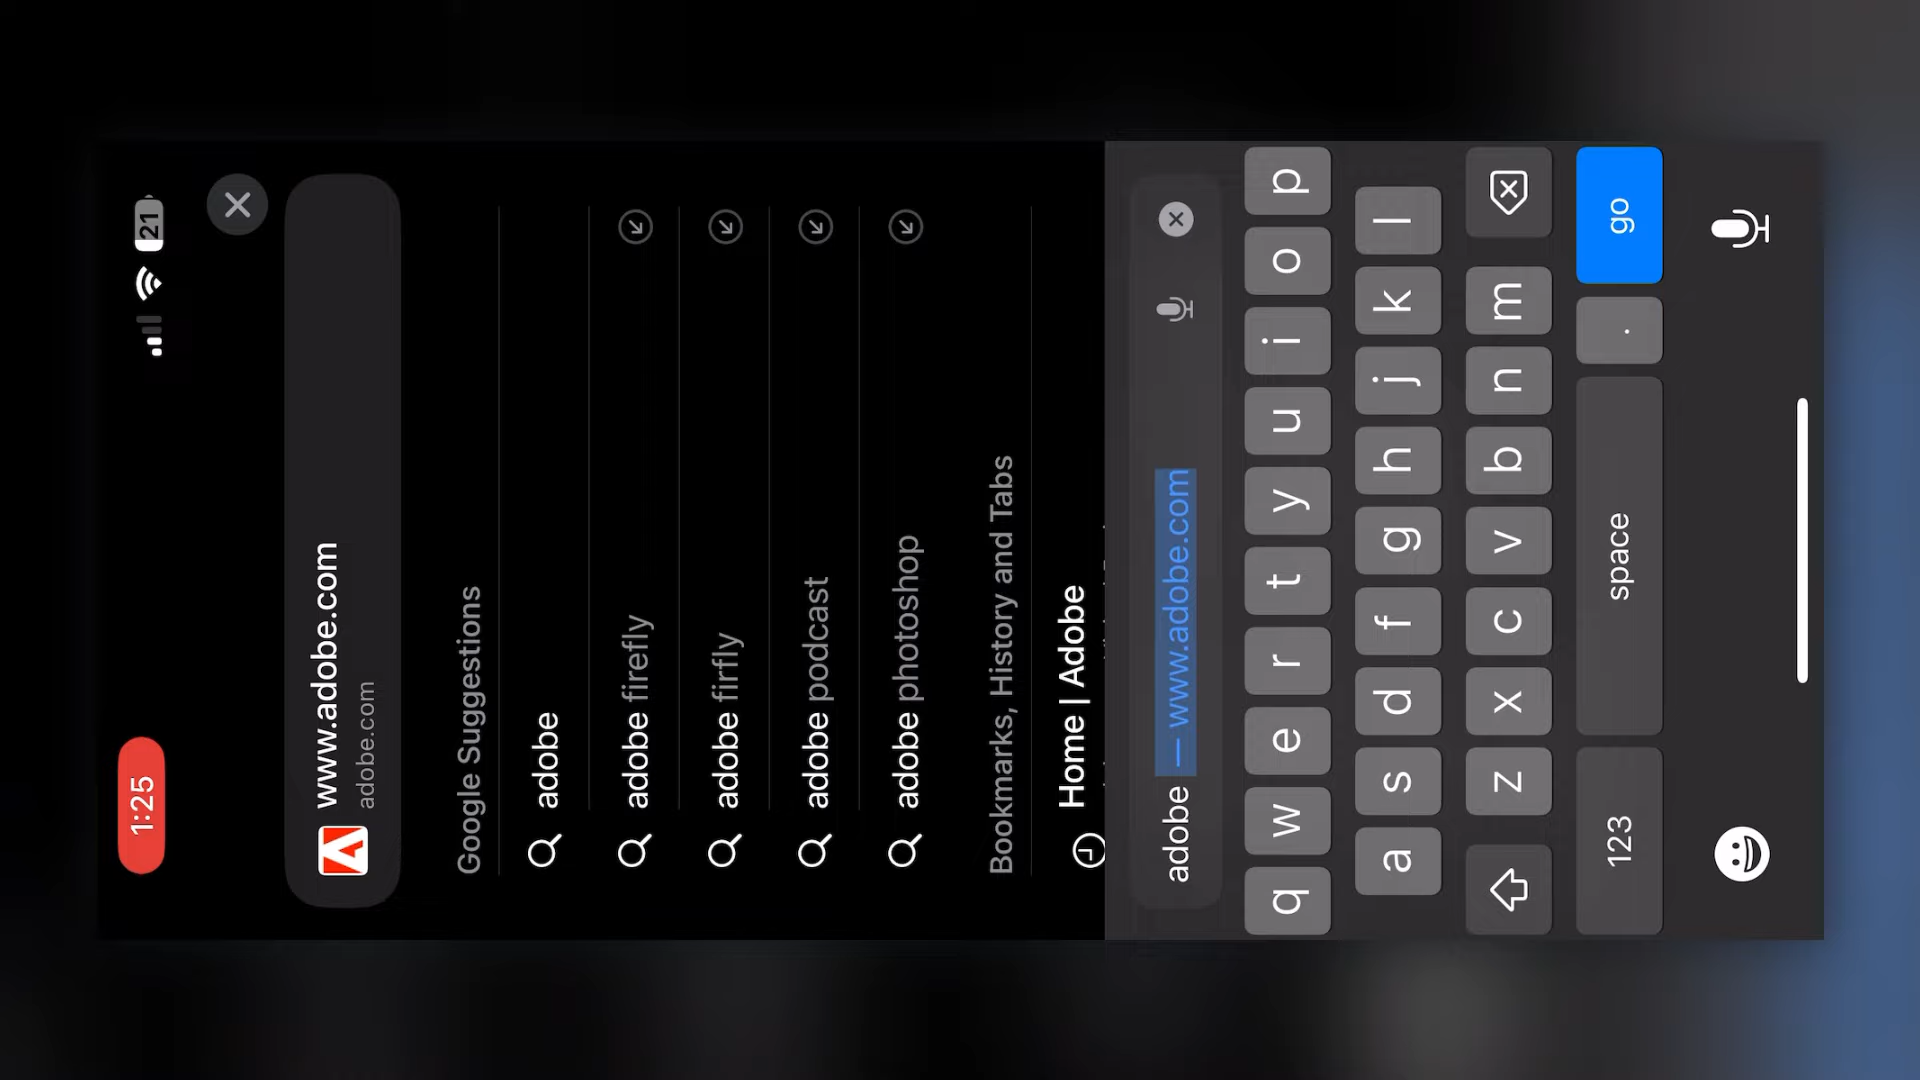 1:25
21
www.adobe.com
adobe.com
Google Suggestions
adobe
adobe firefly
adobe firfly
adobe podcast
adobe photoshop
Bookmarks, History and Tabs
Home | Adobe
adobe — www.adobe.com
q w e r t y u i o p
a s d f g h j k l
z x c v b n m
123 space . go